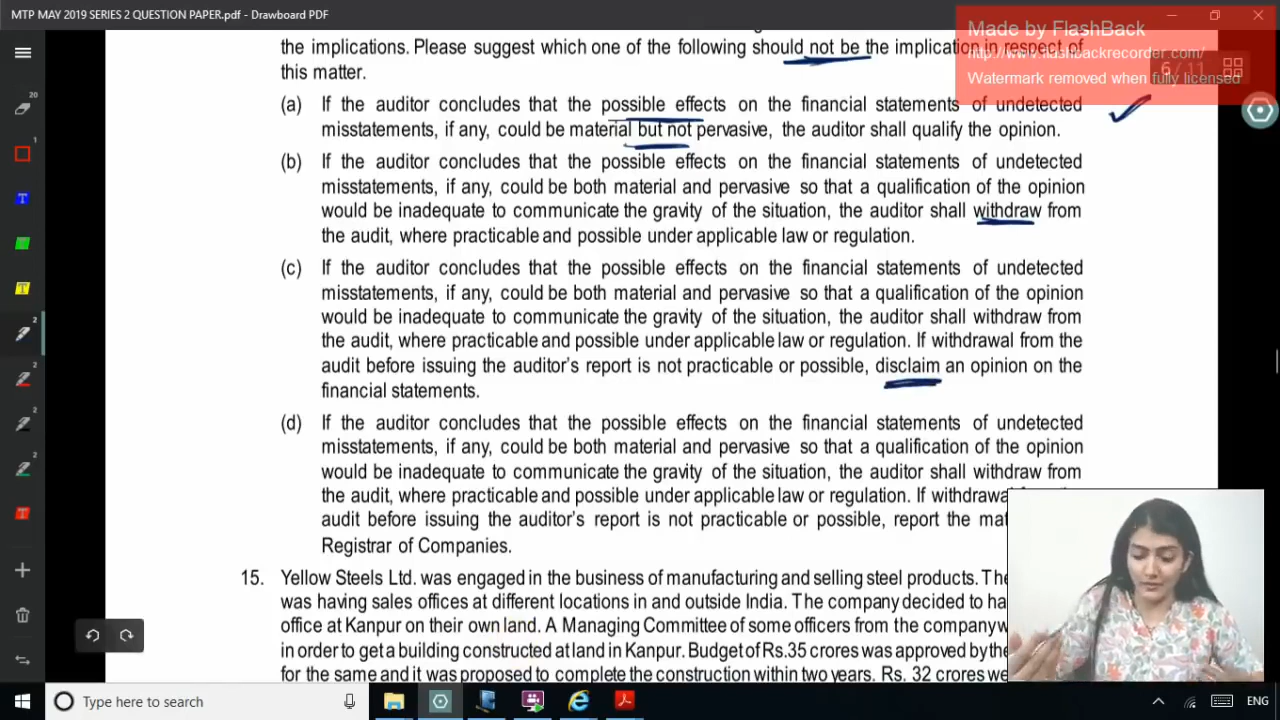 MTP MAY 2019 SERIES 2 QUESTION PAPER.pdf - Drawboard PDF
Made by FlashBack
http://www.flashbackrecorder.com/
Watermark removed when fully licensed
6/11
the implications. Please suggest which one of the following should not be the implication in respect of
this matter.
(a) If the auditor concludes that the possible effects on the financial statements of undetected
misstatements, if any, could be material but not pervasive, the auditor shall qualify the opinion.
(b) If the auditor concludes that the possible effects on the financial statements of undetected
misstatements, if any, could be both material and pervasive so that a qualification of the opinion
would be inadequate to communicate the gravity of the situation, the auditor shall withdraw from
the audit, where practicable and possible under applicable law or regulation.
(c) If the auditor concludes that the possible effects on the financial statements of undetected
misstatements, if any, could be both material and pervasive so that a qualification of the opinion
would be inadequate to communicate the gravity of the situation, the auditor shall withdraw from
the audit, where practicable and possible under applicable law or regulation. If withdrawal from the
audit before issuing the auditor's report is not practicable or possible, disclaim an opinion on the
financial statements.
(d) If the auditor concludes that the possible effects on the financial statements of undetected
misstatements, if any, could be both material and pervasive so that a qualification of the opinion
would be inadequate to communicate the gravity of the situation, the auditor shall withdraw from
the audit, where practicable and possible under applicable law or regulation. If
audit before issuing the auditor's report is not practicable or possible, report the
Registrar of Companies.
15. Yellow Steels Ltd. was engaged in the business of manufacturing and selling steel products.
was having sales offices at different locations in and outside India. The company decided to
office at Kanpur on their own land. A Managing Committee of some officers from the company
in order to get a building constructed at land in Kanpur. Budget of Rs.35 crores was approved by the
for the same and it was proposed to complete the construction within two years. Rs. 32 crores
20
1
2
2
2
2
Type here to search
ENG